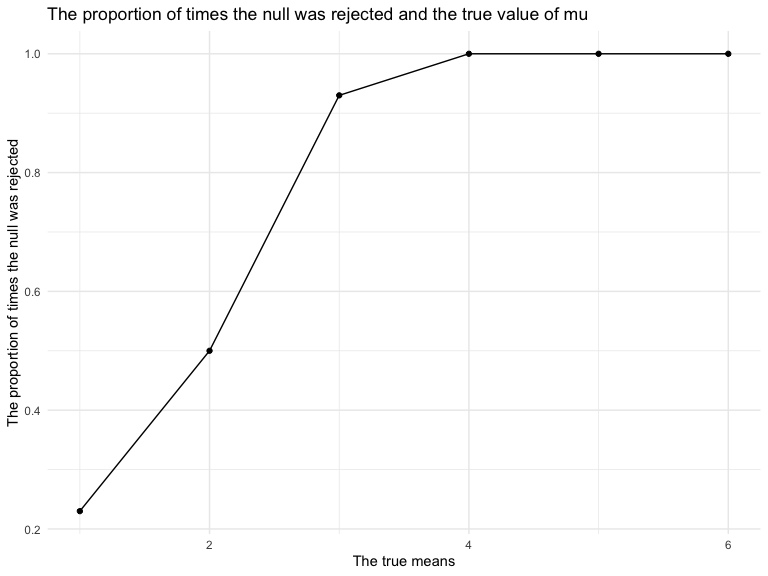 The proportion of times the null was rejected and the true value of mu
The proportion of times the null was rejected
1.0
0.8
0.6
0.4
0.2
2
4
6
The true means